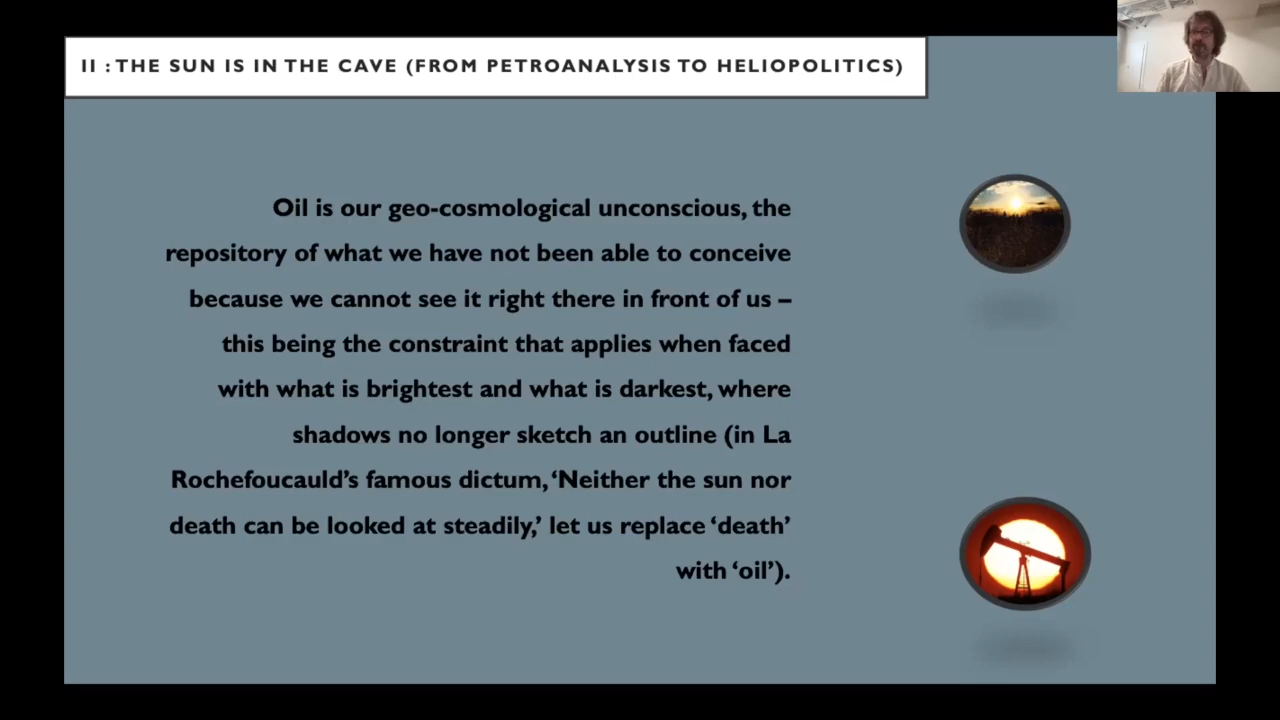 II : THE SUN IS IN THE CAVE (FROM PETROANALYSIS TO HELIOPOLITICS)
Oil is our geo-cosmological unconscious, the
repository of what we have not been able to conceive
because we cannot see it right there in front of us –
this being the constraint that applies when faced
with what is brightest and what is darkest, where
shadows no longer sketch an outline (in La
Rochefoucauld’s famous dictum, ‘Neither the sun nor
death can be looked at steadily,’ let us replace ‘death’
with ‘oil’).